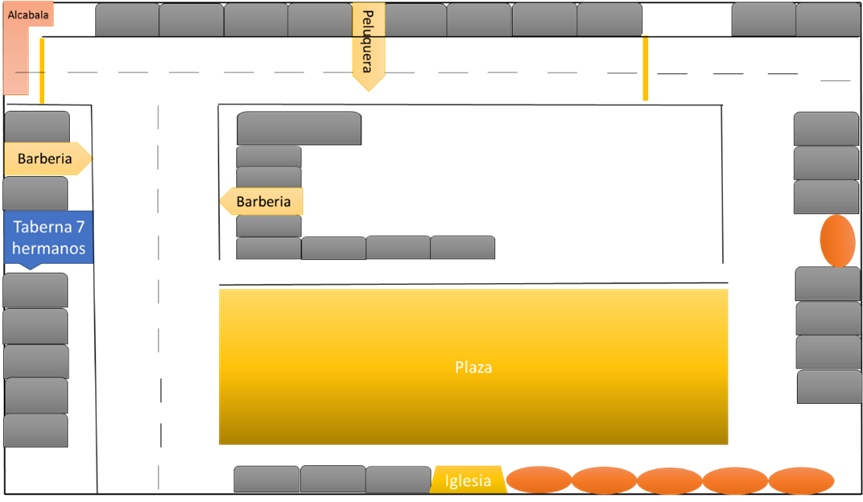 Alcabala
Peluquera
Barberia
Barberia
Taberna 7
hermanos
Plaza
Iglesia